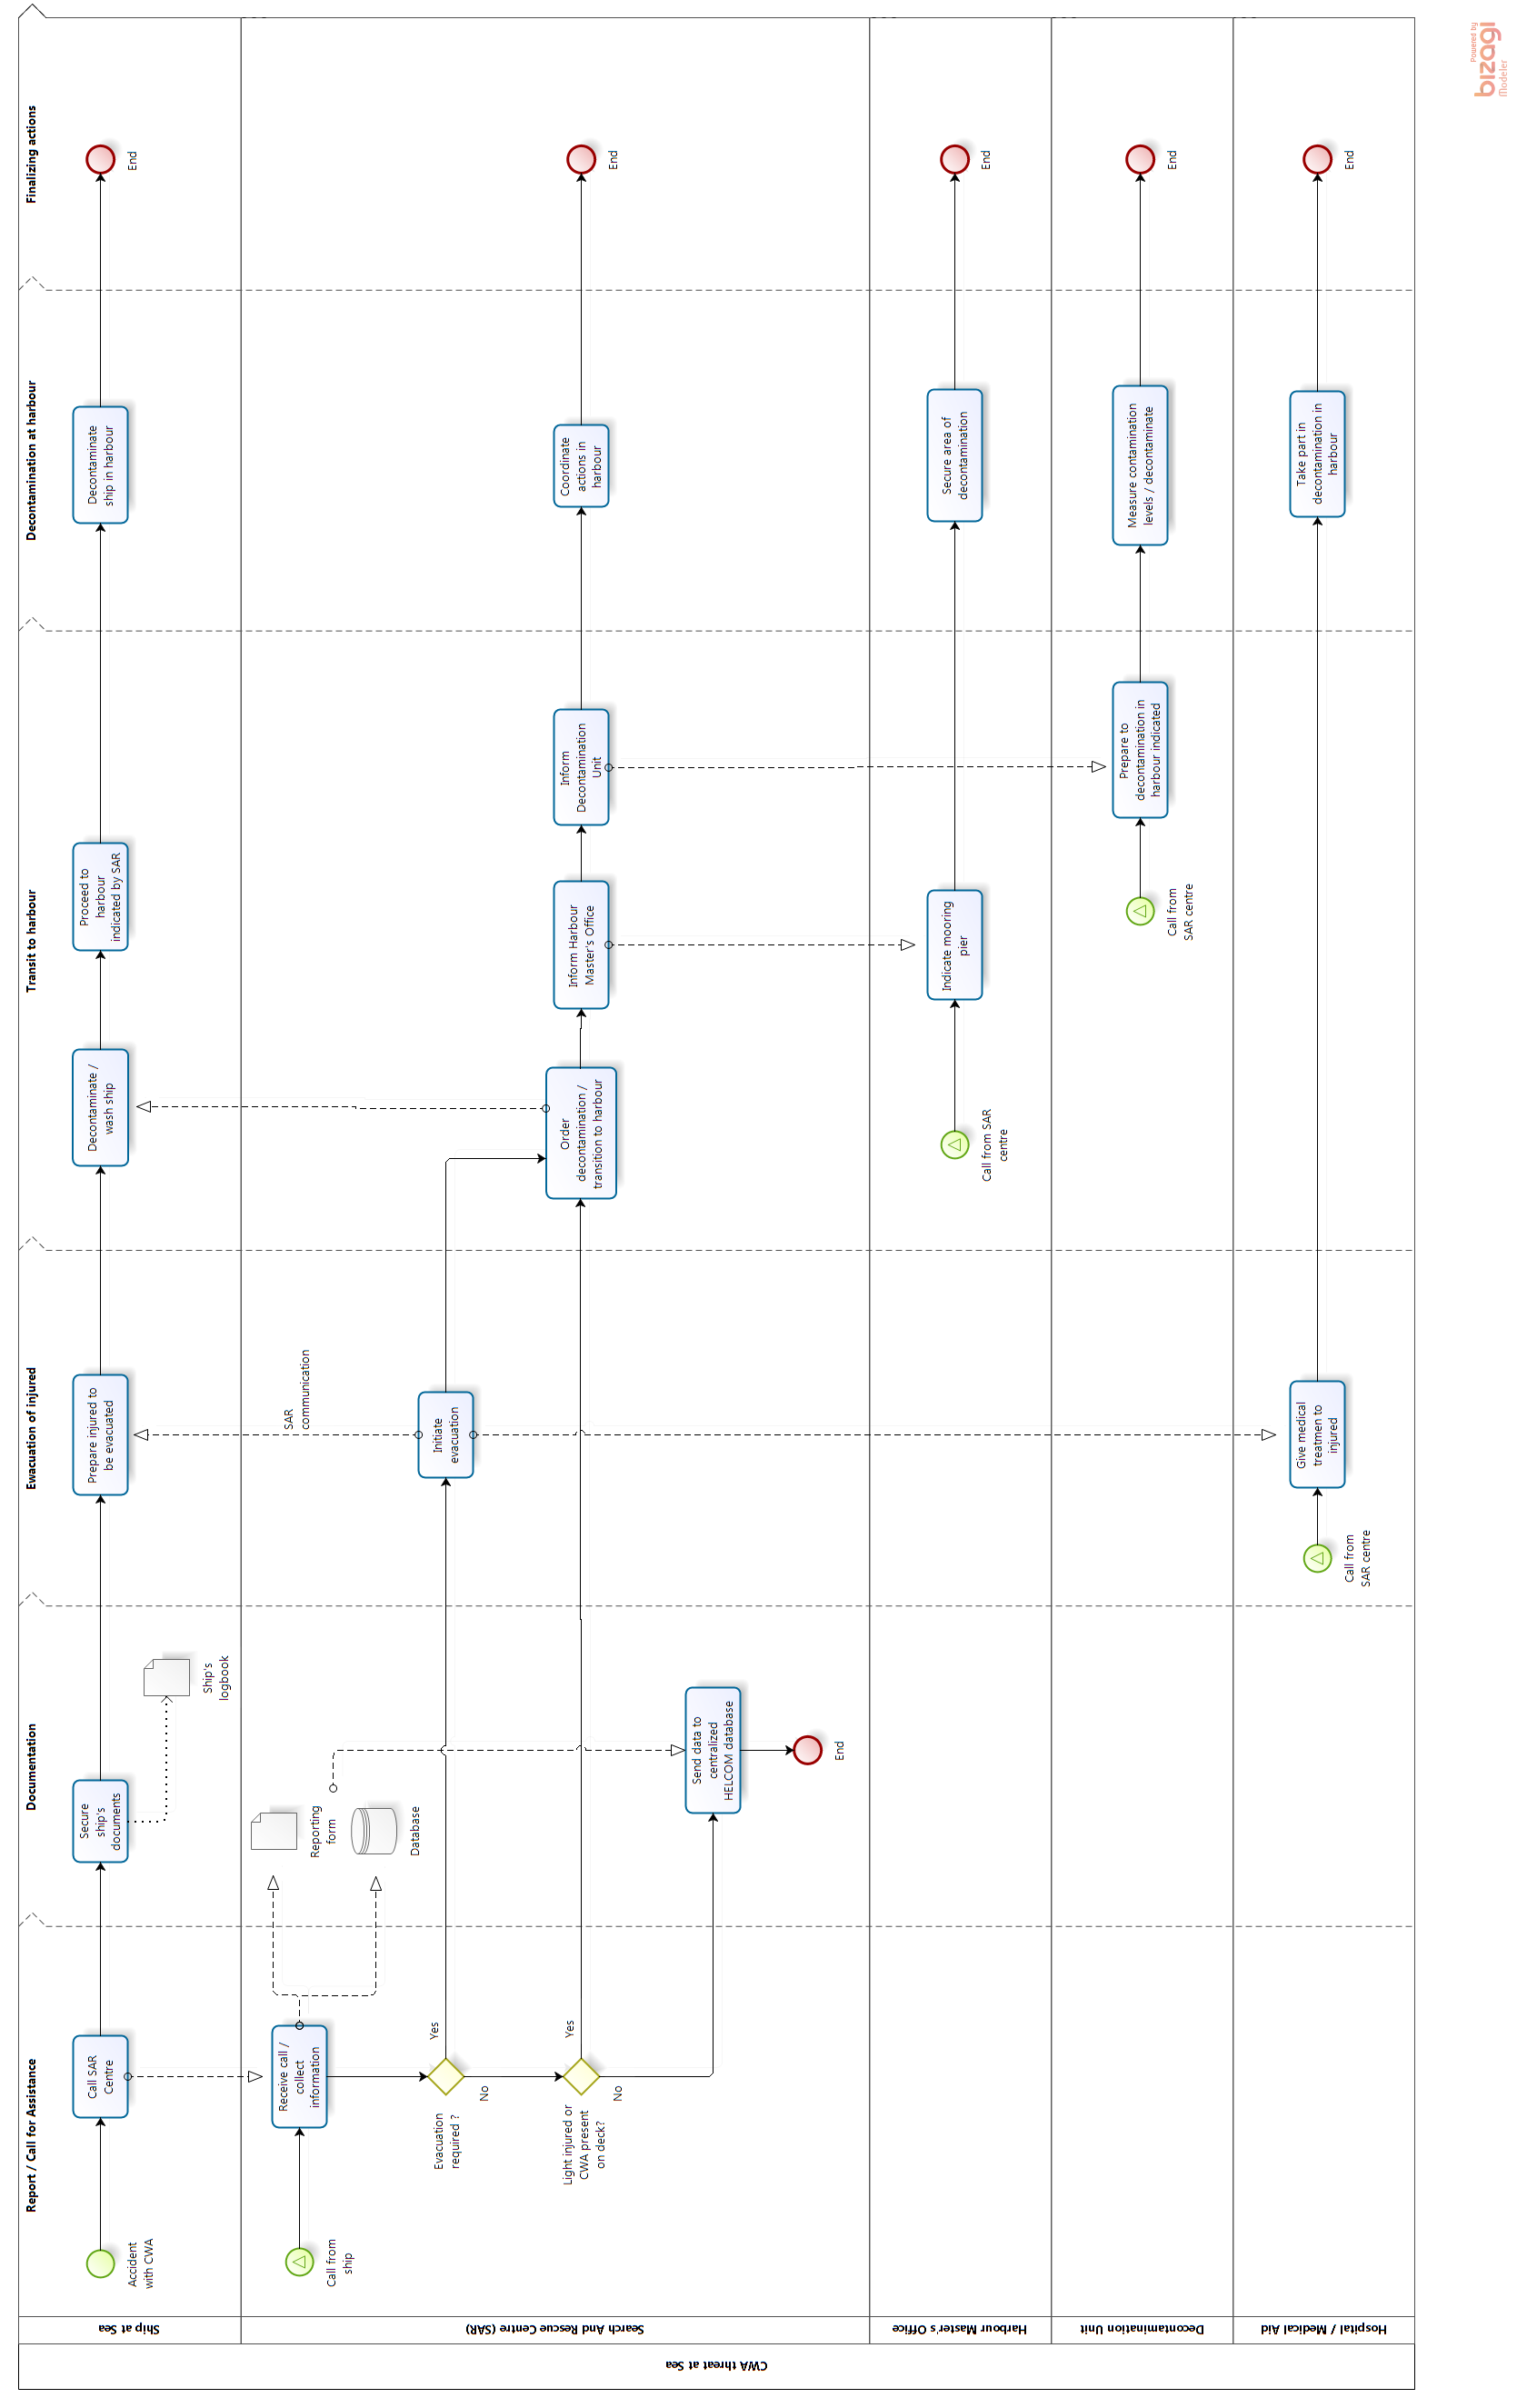 CWA threat at Sea
Ship at Sea
Search And Rescue Centre (SAR)
Harbour Master's Office
Decontamination Unit
Hospital / Medical Aid
Report / Call for Assistance
Documentation
Ewacuation of injured
Transit to harbour
Decontamination at harbour
Finalizing actions
Accident
with CWA
Call SAR
Centre
Secure
ship's
documents
Ship's
logbook
Prepare injured to
be evacuated
Decontaminate /
wash ship
Proceed to
harbour
indicated by SAR
Decontaminate
ship in harbour
End
Call from
ship
Receive call /
collect
information
Reporting
form
Database
SAR
communication
Evacuation
required ?
Yes
No
Initiate
evacuation
Light injured or
CWA present
on deck?
Yes
No
Order
decontamination /
transition to harbour
Inform Harbour
Master's Office
Inform
Decontamination
Unit
Coordinate
actions in
harbour
End
Send data to
centralized
HELCOM database
End
Call from SAR
centre
Indicate mooring
pier
Secure area of
decontamination
End
Call from
SAR centre
Prepare to
decontamination in
harbour indicated
Measure contamination
levels / decontaminate
End
Call from
SAR centre
Give medical
treatmen to
injured
Take part in
decontamination in
harbour
End
Powered by
bizagi
Modeler